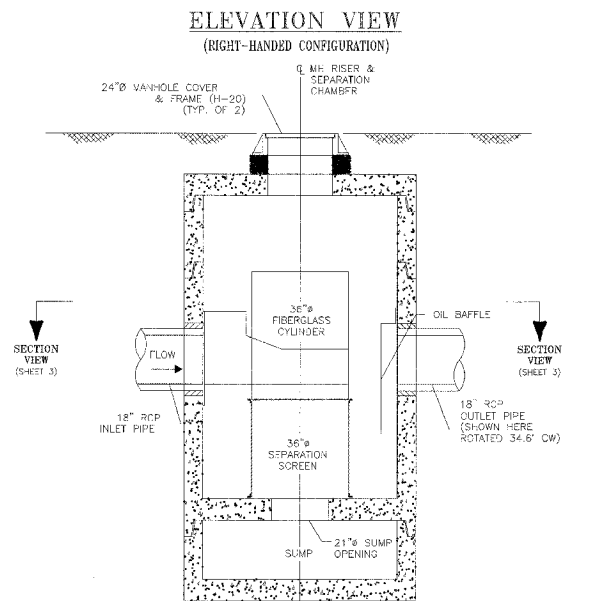 ELEVATION VIEW
(RIGHT-HANDED CONFIGURATION)
℄ MH RISER &
SEPARATION
CHAMBER
24"Ø VANHOLE COVER
& FRAME (H-20)
(TYP. OF 2)
36"Ø
FIBERGLASS
CYLINDER
OIL BAFFLE
SECTION
VIEW
(SHEET 3)
FLOW
SECTION
VIEW
(SHEET 3)
18" RCP
INLET PIPE
18" RCP
OUTLET PIPE
(SHOWN HERE
ROTATED 34.6° CW)
36"Ø
SEPARATION
SCREEN
SUMP
21"Ø SUMP
OPENING